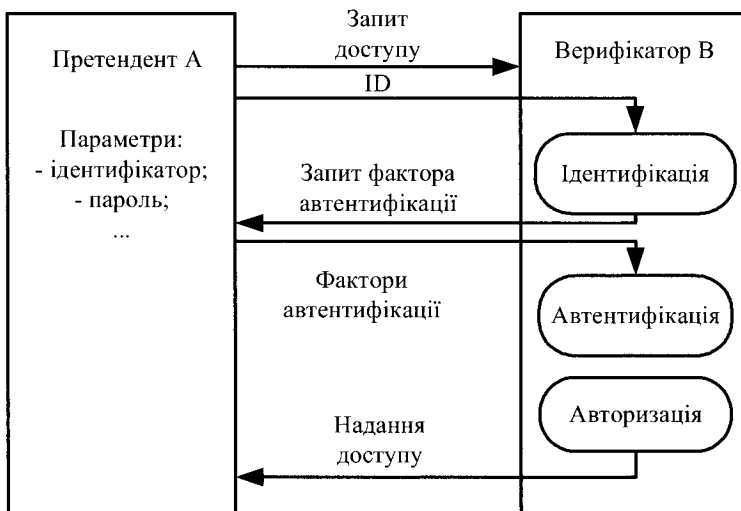 Запит
доступу
Претендент А
Верифікатор В
ID
Параметри:
- ідентифікатор;
- пароль;
...
Ідентифікація
Запит фактора
автентифікації
Фактори
автентифікації
Автентифікація
Авторизація
Надання
доступу